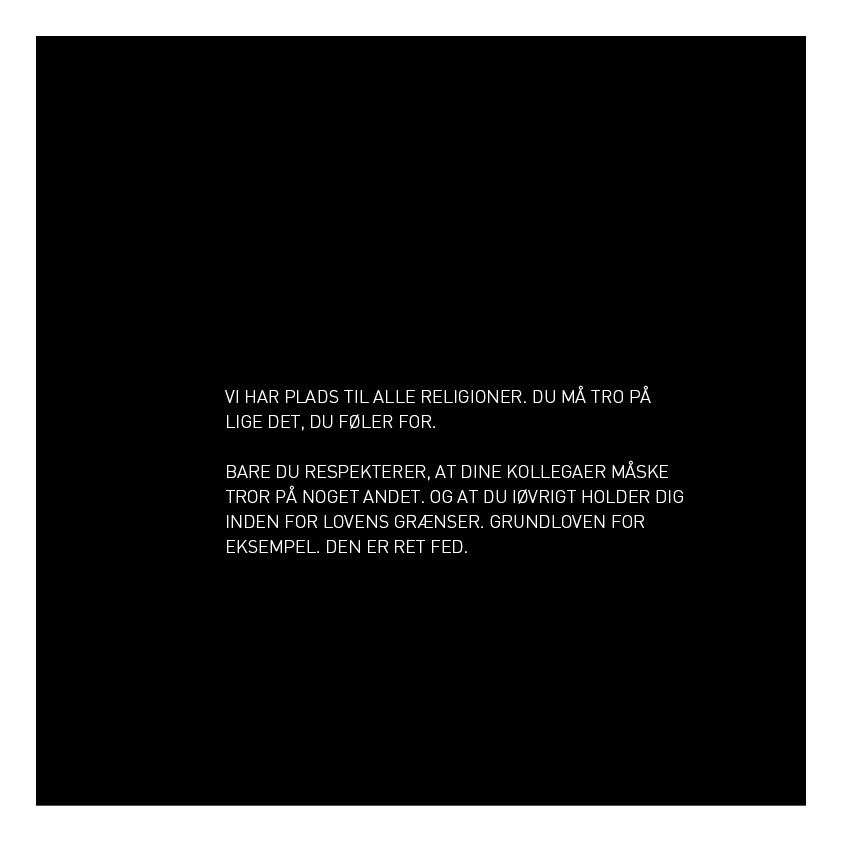 VI HAR PLADS TIL ALLE RELIGIONER. DU MÅ TRO PÅ
LIGE DET, DU FØLER FOR.
BARE DU RESPEKTERER, AT DINE KOLLEGAER MÅSKE
TROR PÅ NOGET ANDET. OG AT DU IØVRIGT HOLDER DIG
INDEN FOR LOVENS GRÆNSER. GRUNDLOVEN FOR
EKSEMPEL. DEN ER RET FED.